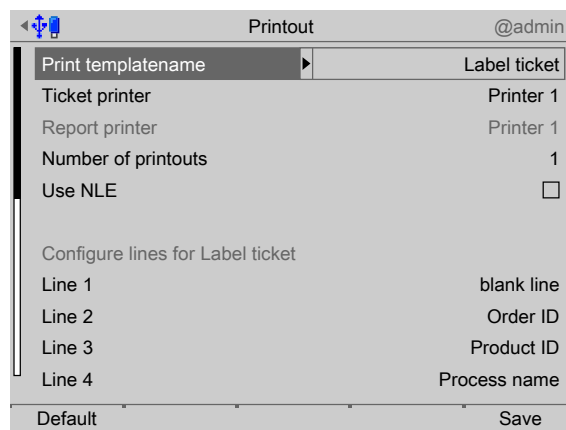 Printout @admin
Print templatename Label ticket
Ticket printer Printer 1
Report printer Printer 1
Number of printouts 1
Use NLE
Configure lines for Label ticket
Line 1 blank line
Line 2 Order ID
Line 3 Product ID
Line 4 Process name
Default Save